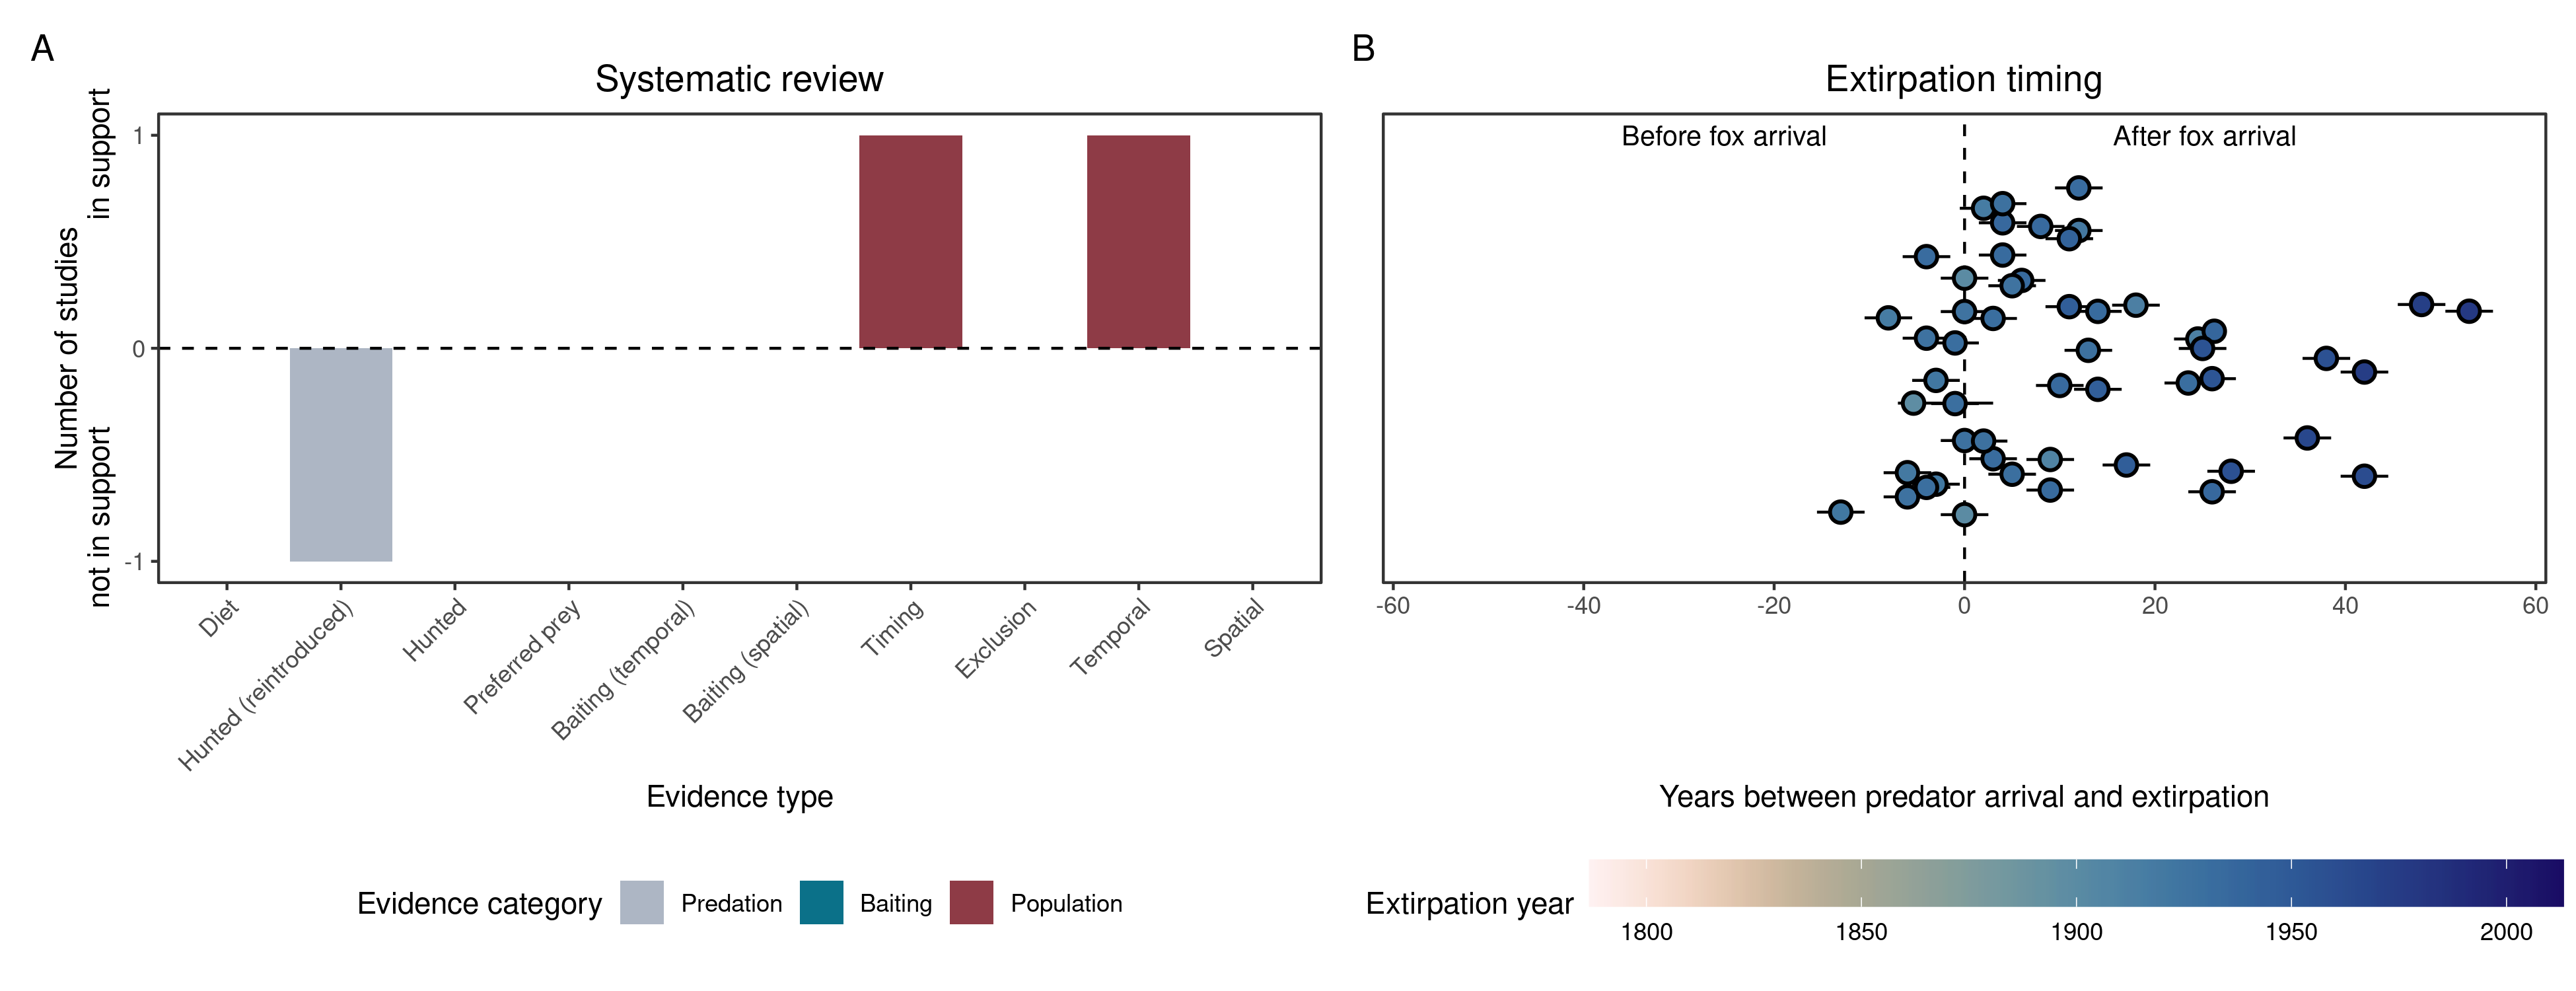 A
Systematic review
Number of studies
not in support
in support
1
0
-1
Diet
Hunted (reintroduced)
Hunted
Preferred prey
Baiting (temporal)
Baiting (spatial)
Timing
Exclusion
Temporal
Spatial
Evidence type
Evidence category
Predation
Baiting
Population
B
Extirpation timing
Before fox arrival
After fox arrival
-60
-40
-20
0
20
40
60
Years between predator arrival and extirpation
Extirpation year
1800
1850
1900
1950
2000